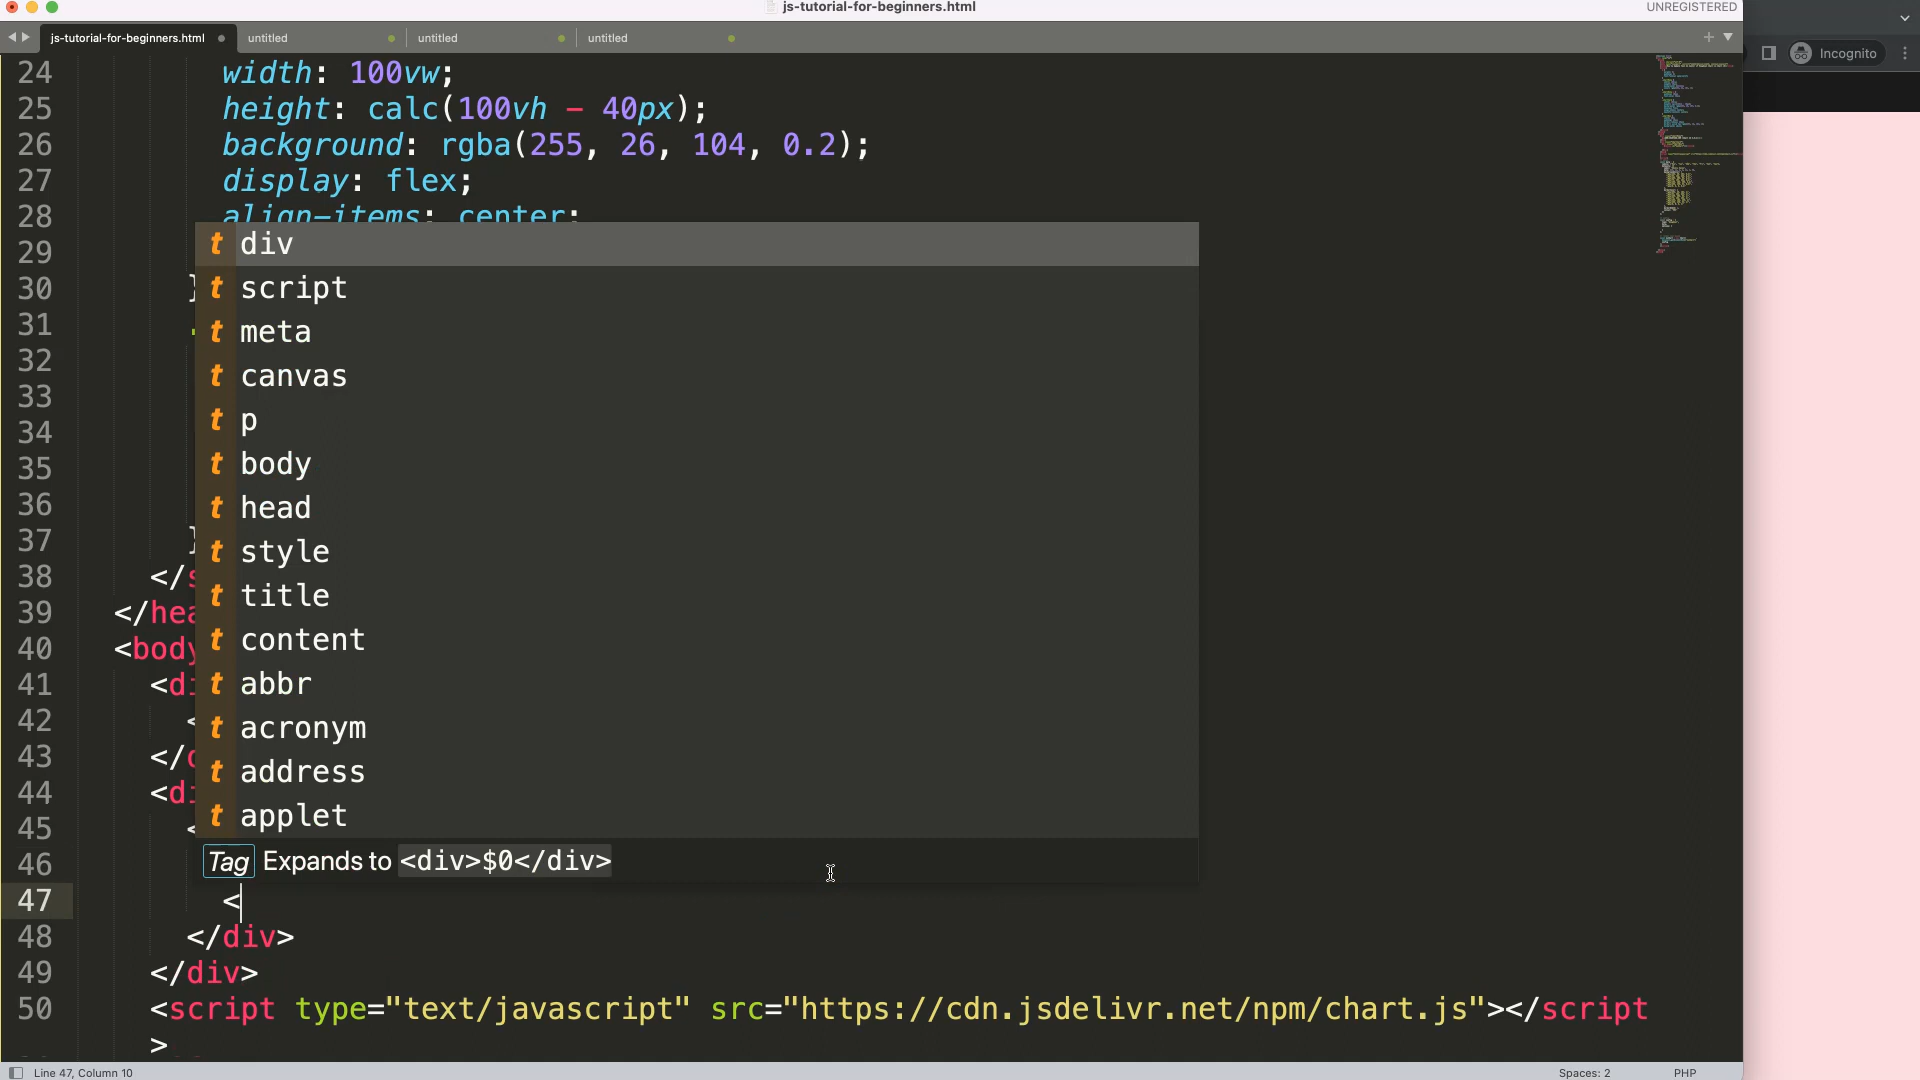 js-tutorial-for-beginners.html
UNREGISTERED
js-tutorial-for-beginners.html
untitled
untitled
untitled
Incognito
24 width: 100vw;
25 height: calc(100vh - 40px);
26 background: rgba(255, 26, 104, 0.2);
27 display: flex;
28 align-items: center;
29
30 }
31
32
33
34
35
36
37 }
38 </s
39 </hea
40 <body
41 <di
42 <
43 </d
44 <di
45 <
46
47 <
48 </div>
49 </div>
50 <script type="text/javascript" src="https://cdn.jsdelivr.net/npm/chart.js"></script
>
t div
t script
t meta
t canvas
t p
t body
t head
t style
t title
t content
t abbr
t acronym
t address
t applet
Tag Expands to <div>$0</div>
Line 47, Column 10
Spaces: 2
PHP